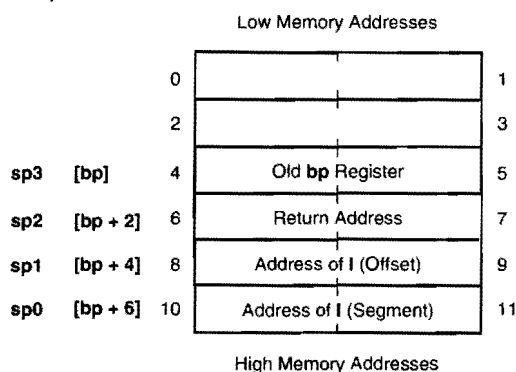 Low Memory Addresses
0 1
2 3
sp3 [bp] 4 Old bp Register 5
sp2 [bp + 2] 6 Return Address 7
sp1 [bp + 4] 8 Address of I (Offset) 9
sp0 [bp + 6] 10 Address of I (Segment) 11
High Memory Addresses